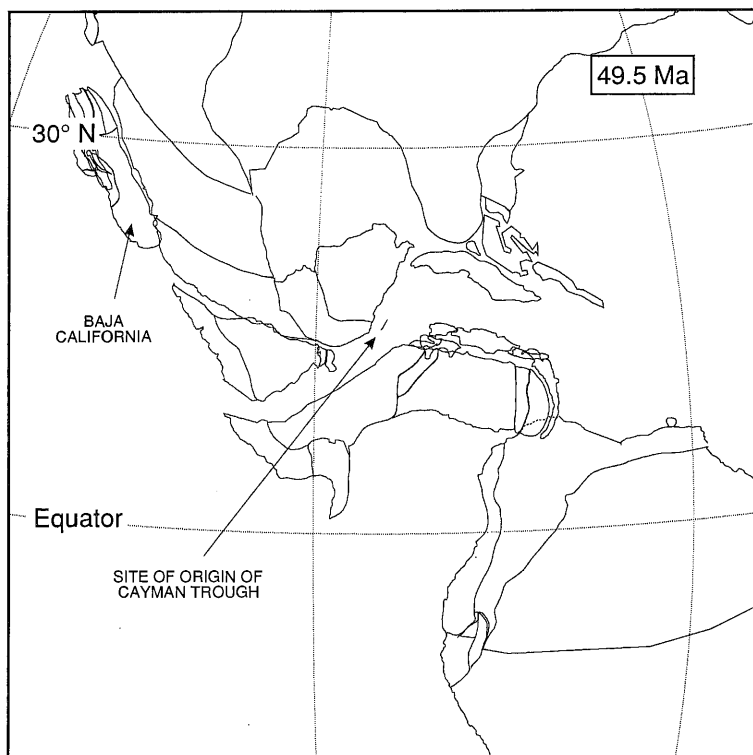 49.5 Ma
30° N
BAJA
CALIFORNIA
Equator
SITE OF ORIGIN OF
CAYMAN TROUGH